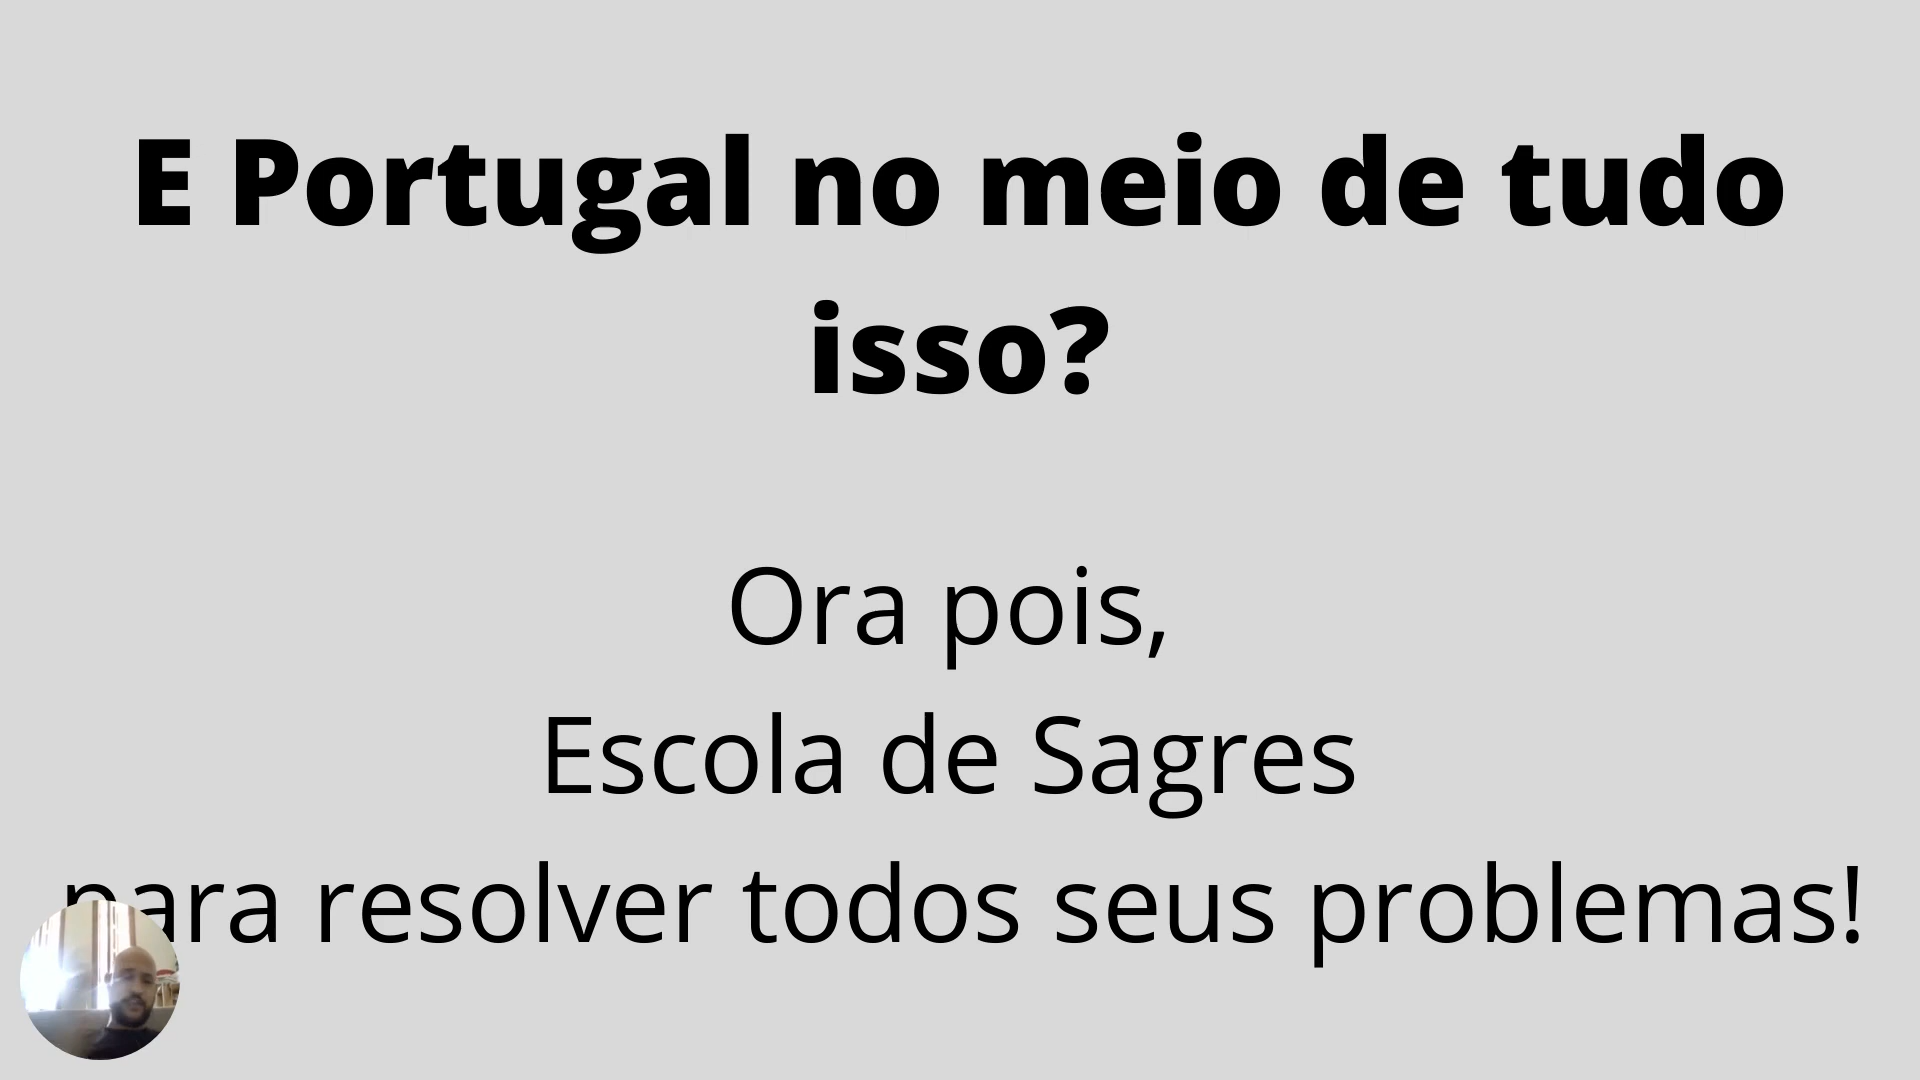 E Portugal no meio de tudo
isso?
Ora pois,
Escola de Sagres
para resolver todos seus problemas!